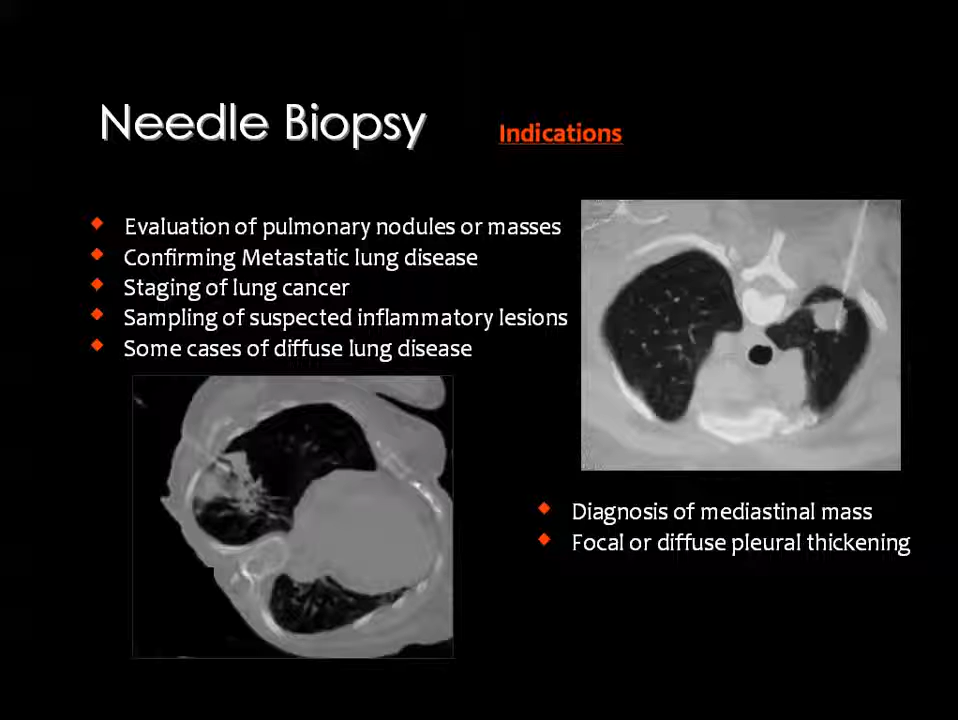 Needle Biopsy
Indications
Evaluation of pulmonary nodules or masses
Confirming Metastatic lung disease
Staging of lung cancer
Sampling of suspected inflammatory lesions
Some cases of diffuse lung disease
Diagnosis of mediastinal mass
Focal or diffuse pleural thickening